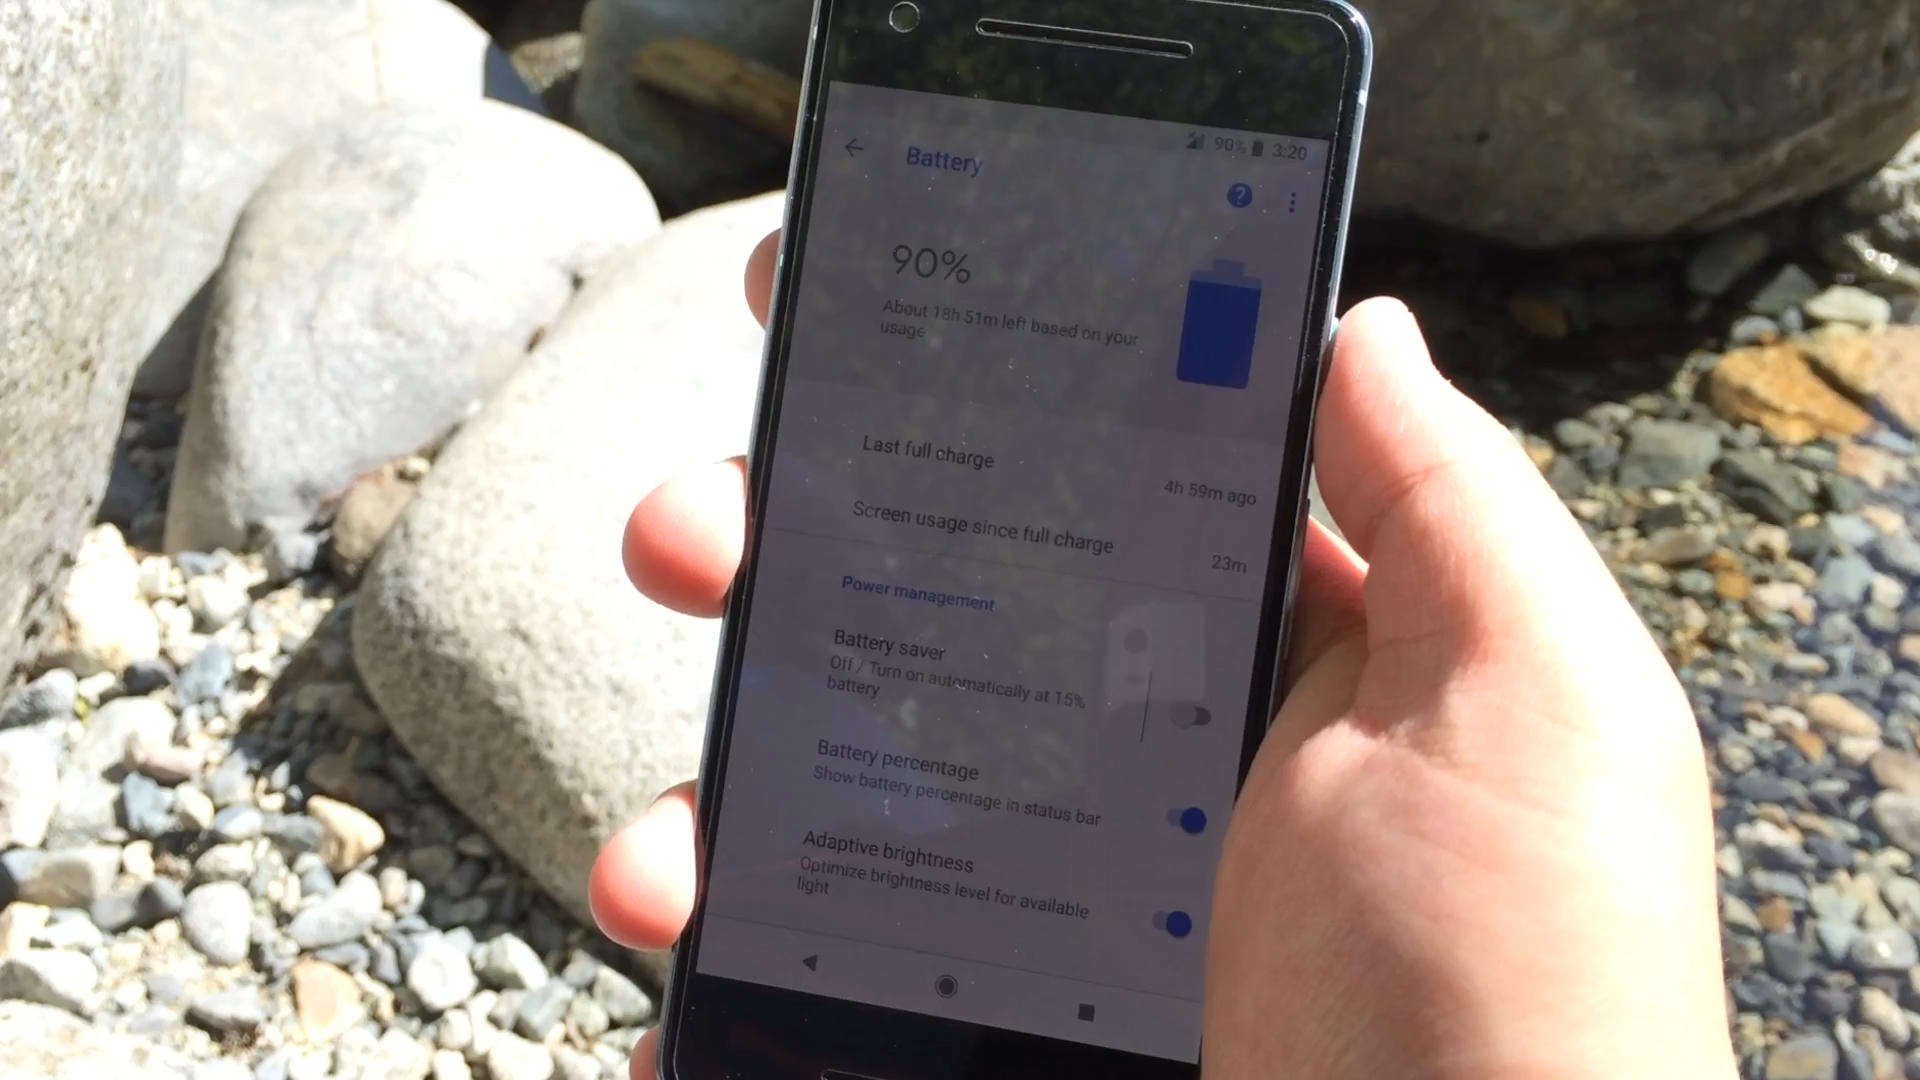 90% 3:20
Battery
?
90%
About 18h 51m left based on your
usage
Last full charge
4h 59m ago
Screen usage since full charge
23m
Power management
Battery saver
Off / Turn on automatically at 15%
battery
Battery percentage
Show battery percentage in status bar
Adaptive brightness
Optimize brightness level for available
light